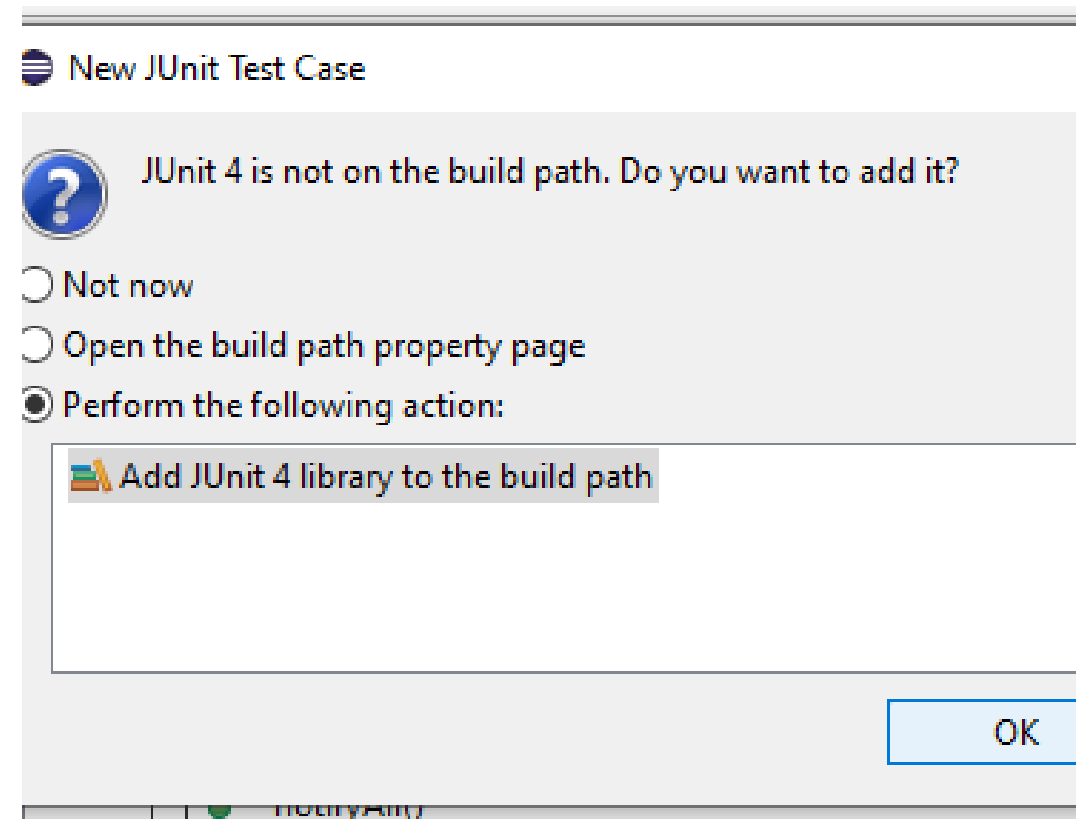 New JUnit Test Case
JUnit 4 is not on the build path. Do you want to add it?
Not now
Open the build path property page
Perform the following action:
Add JUnit 4 library to the build path
OK
notifyAll()